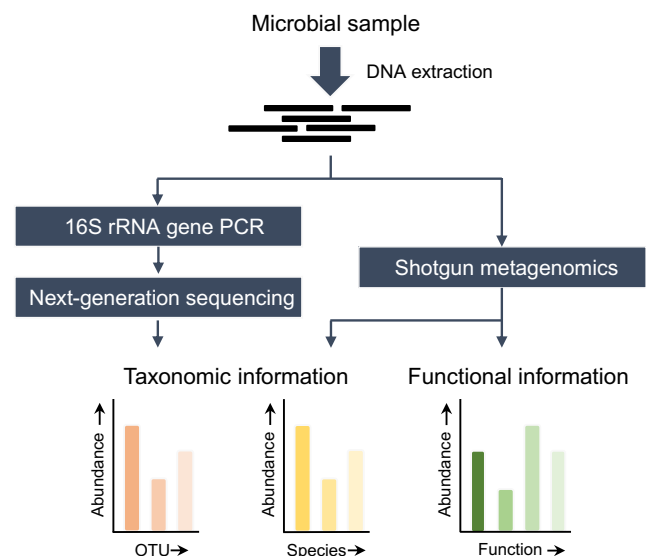 Microbial sample
DNA extraction
16S rRNA gene PCR
Shotgun metagenomics
Next-generation sequencing
Taxonomic information
Functional information
Abundance
Abundance
Abundance
OTU
Species
Function